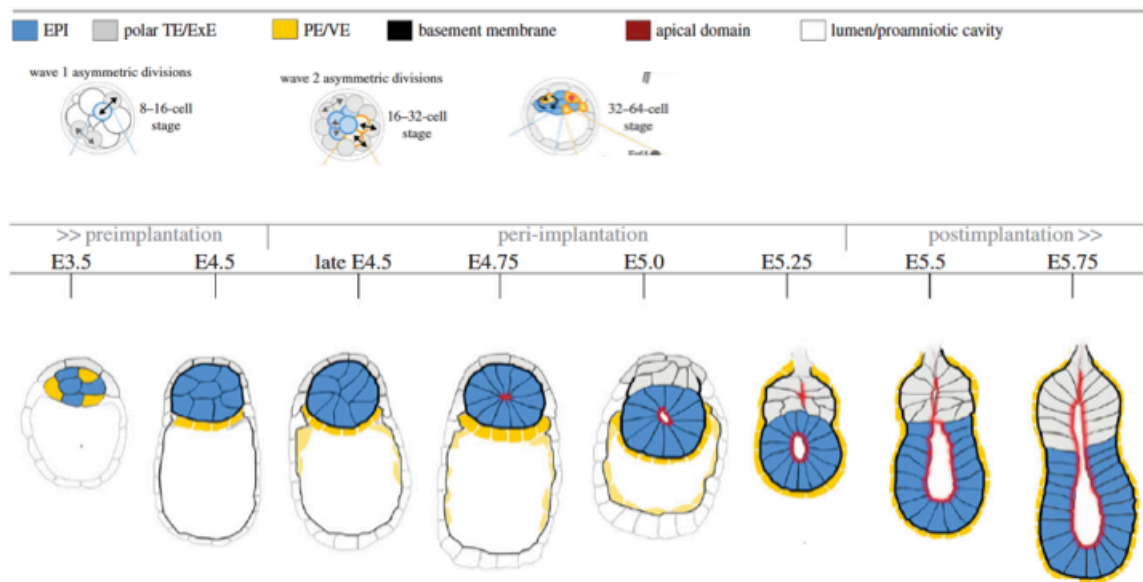 EPI polar TE/ExE PE/VE basement membrane apical domain lumen/proamniotic cavity
wave 1 asymmetric divisions
8–16-cell
stage
wave 2 asymmetric divisions
16–32-cell
stage
32–64-cell
stage
>> preimplantation peri-implantation postimplantation >>
E3.5 E4.5 late E4.5 E4.75 E5.0 E5.25 E5.5 E5.75